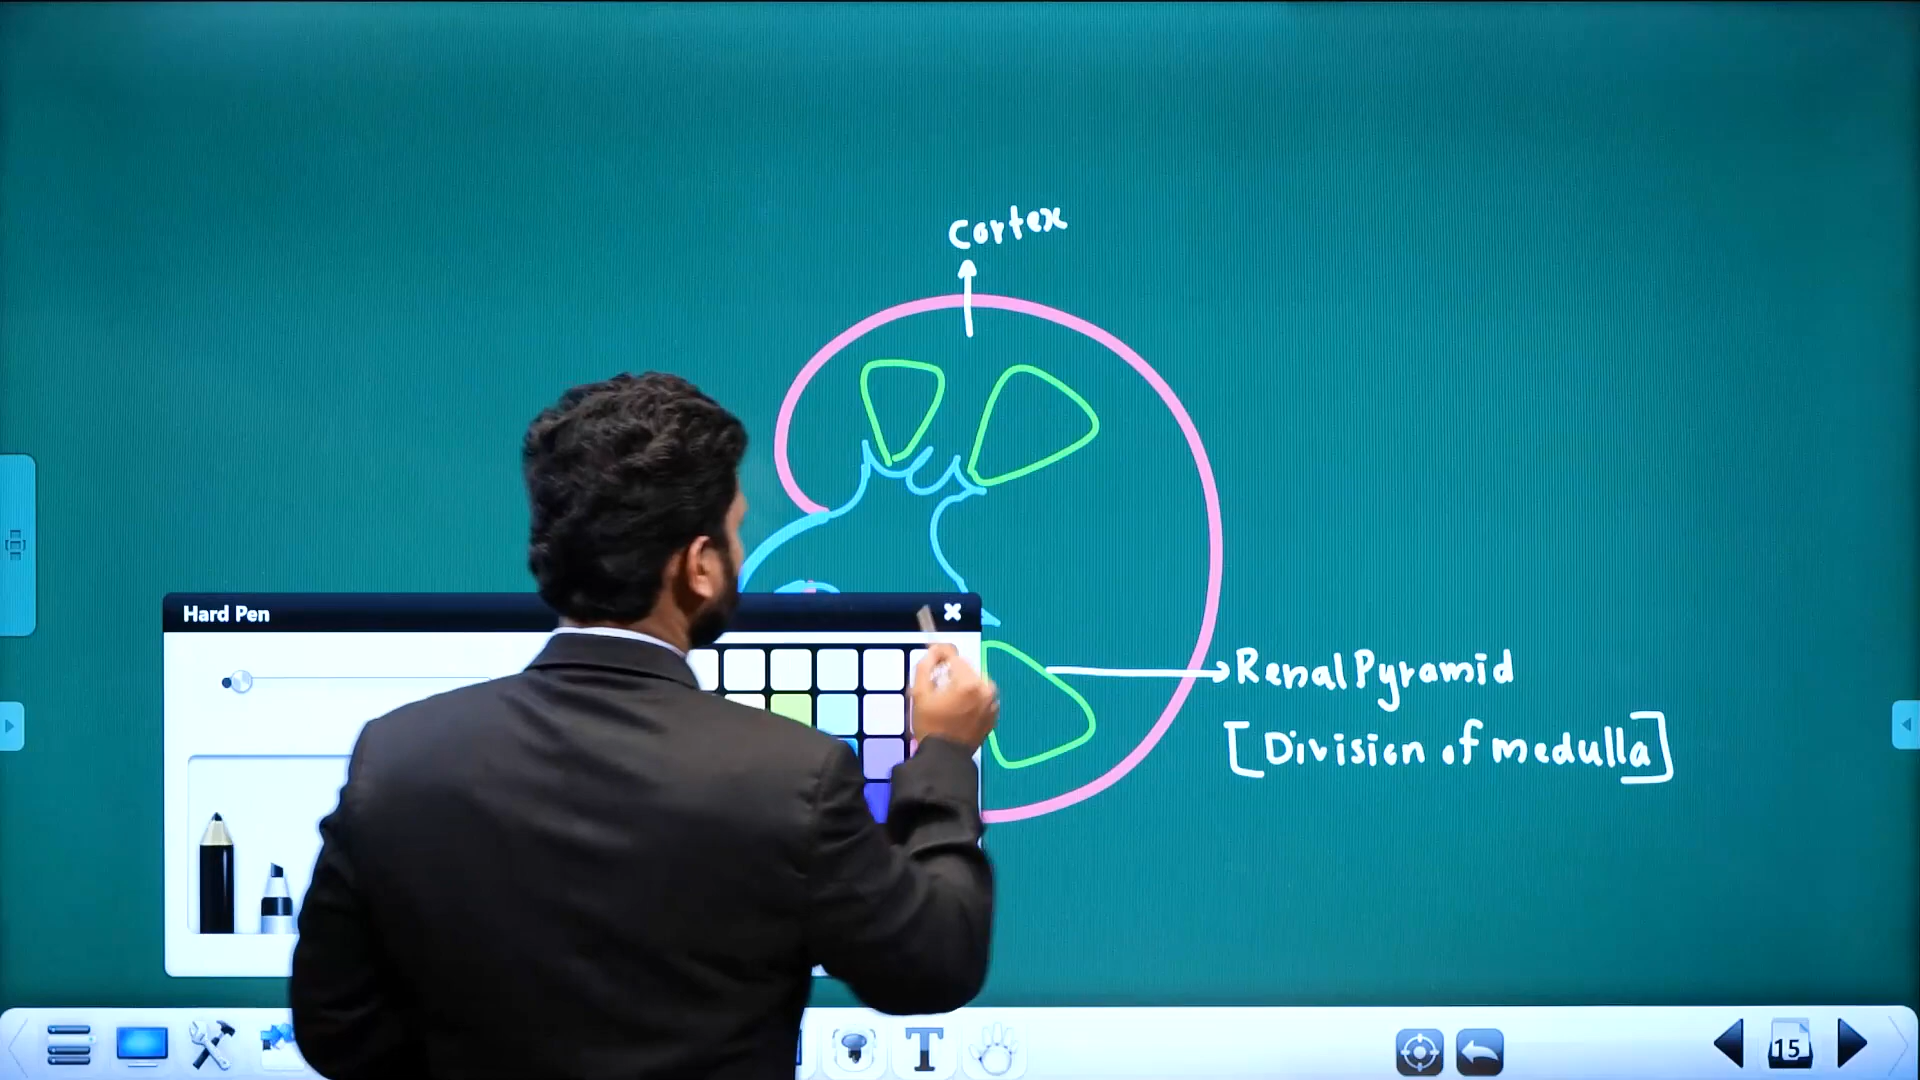 Cortex
Hard Pen
Renal Pyramid
[Division of medulla]
T
15